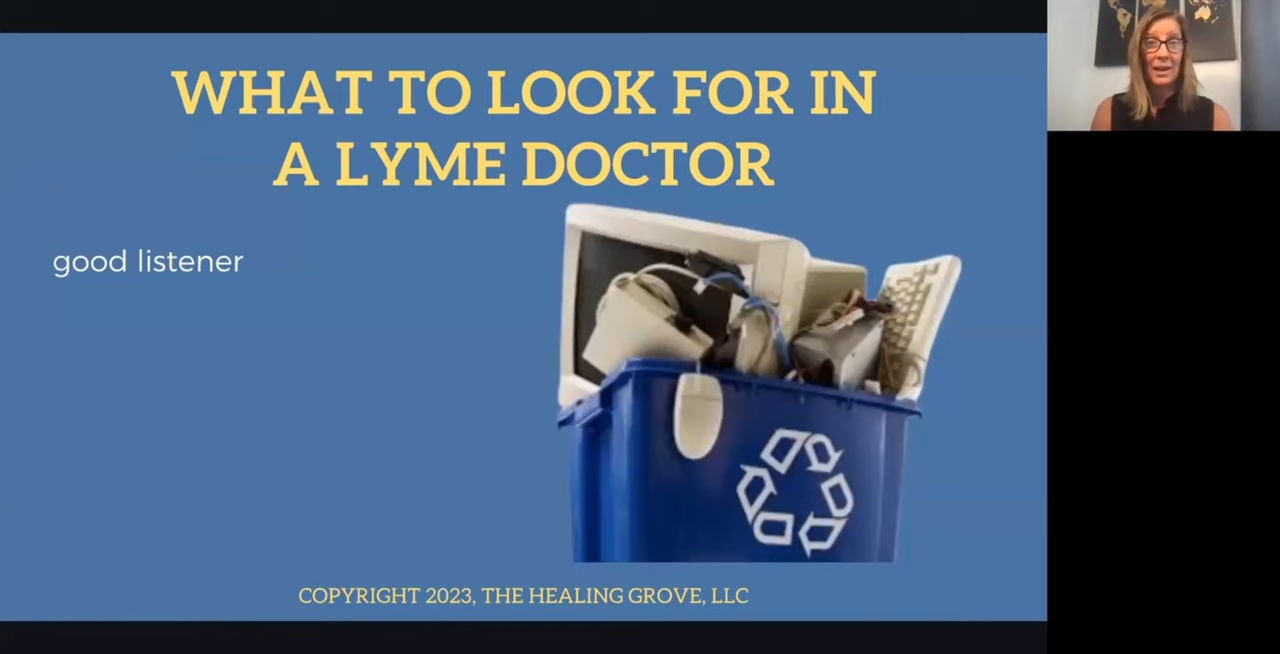 WHAT TO LOOK FOR IN
A LYME DOCTOR
good listener
COPYRIGHT 2023, THE HEALING GROVE, LLC